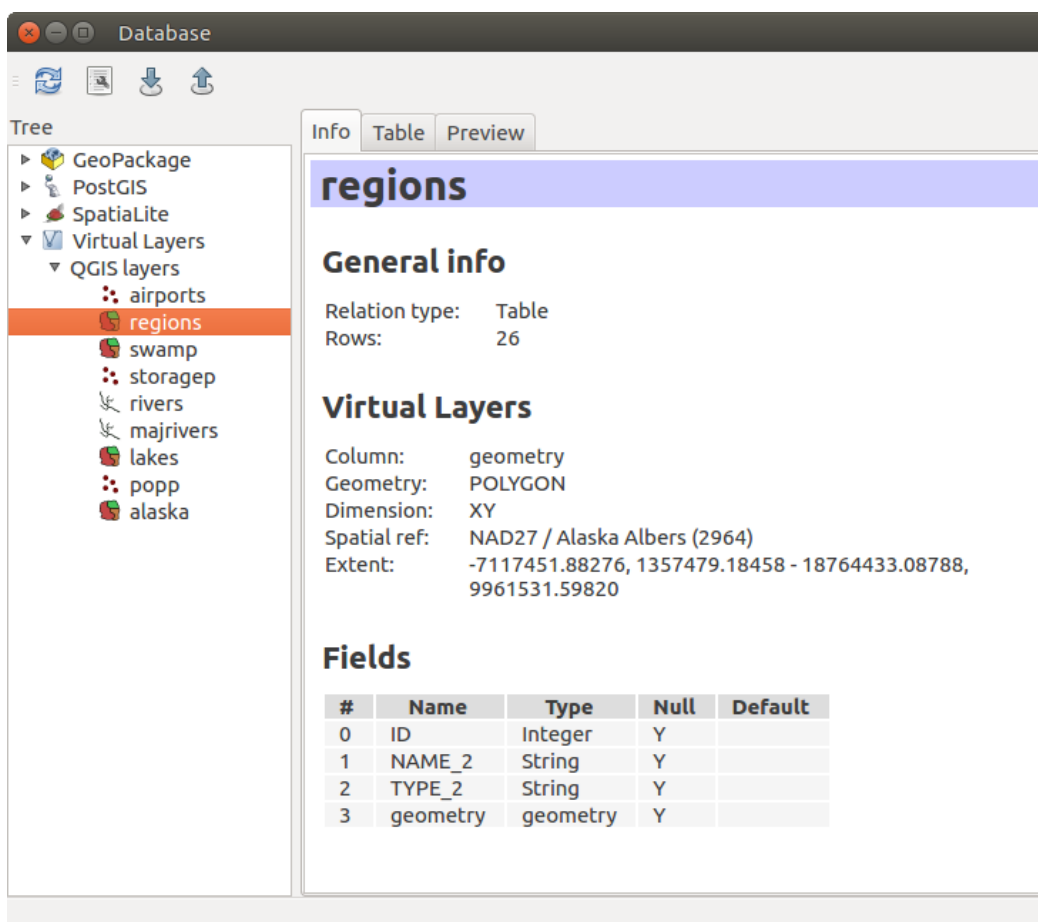 Database
Tree
GeoPackage
PostGIS
SpatiaLite
Virtual Layers
QGIS layers
airports
regions
swamp
storagep
rivers
majrivers
lakes
popp
alaska
Info Table Preview
regions
General info
Relation type: Table
Rows: 26
Virtual Layers
Column: geometry
Geometry: POLYGON
Dimension: XY
Spatial ref: NAD27 / Alaska Albers (2964)
Extent: -7117451.88276, 1357479.18458 - 18764433.08788,
9961531.59820
Fields
# Name Type Null Default
0 ID Integer Y
1 NAME_2 String Y
2 TYPE_2 String Y
3 geometry geometry Y